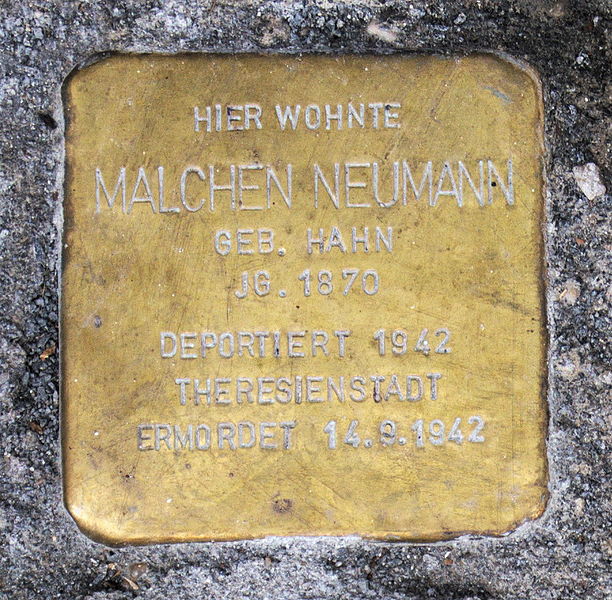 HIER WOHNTE
MALCHEN NEUMANN
GEB. HAHN
JG. 1870
DEPORTIERT 1942
THERESIENSTADT
ERMORDET 14.9.1942